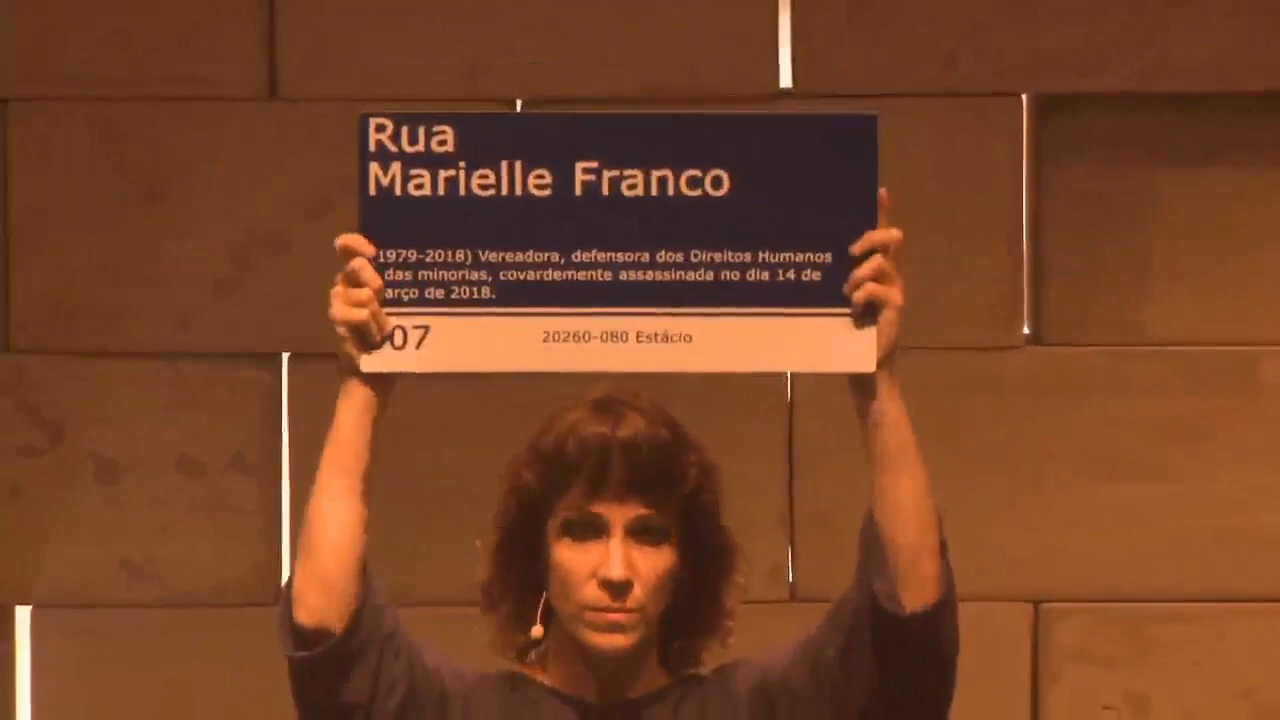 Rua
Marielle Franco
1979-2018) Vereadora, defensora dos Direitos Humanos
das minorias, covardemente assassinada no dia 14 de
arço de 2018.
07
20260-080 Estácio